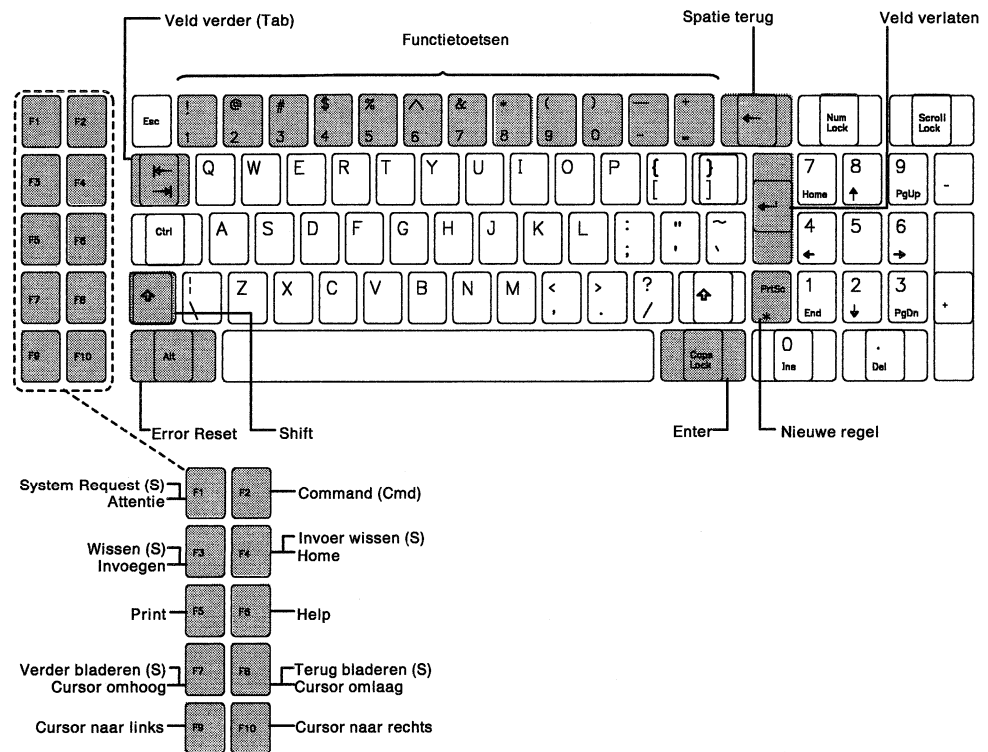 Veld verder (Tab)
Spatie terug
Veld verlaten
Functietoetsen
F1 F2
Esc ! 1 @ 2 # 3 $ 4 % 5 ^ 6 & 7 * 8 ( 9 ) 0 — - + =
Num Lock
Scroll Lock
F3 F4
Q W E R T Y U I O P { [ } ]
7 Home 8 9 PgUp -
F5 F6
Ctrl A S D F G H J K L : ; " ' ~ `
4 5 6
F7 F8
| \ Z X C V B N M < , > . ? /
PrtSc *
1 End 2 3 PgDn +
F9 F10
Alt
Caps Lock
0 Ins . Del
Error Reset
Shift
Enter
Nieuwe regel
System Request (S)
Attentie
F1 F2
Command (Cmd)
Wissen (S)
Invoegen
F3 F4
Invoer wissen (S)
Home
Print
F5 F6
Help
Verder bladeren (S)
Cursor omhoog
F7 F8
Terug bladeren (S)
Cursor omlaag
Cursor naar links
F9 F10
Cursor naar rechts